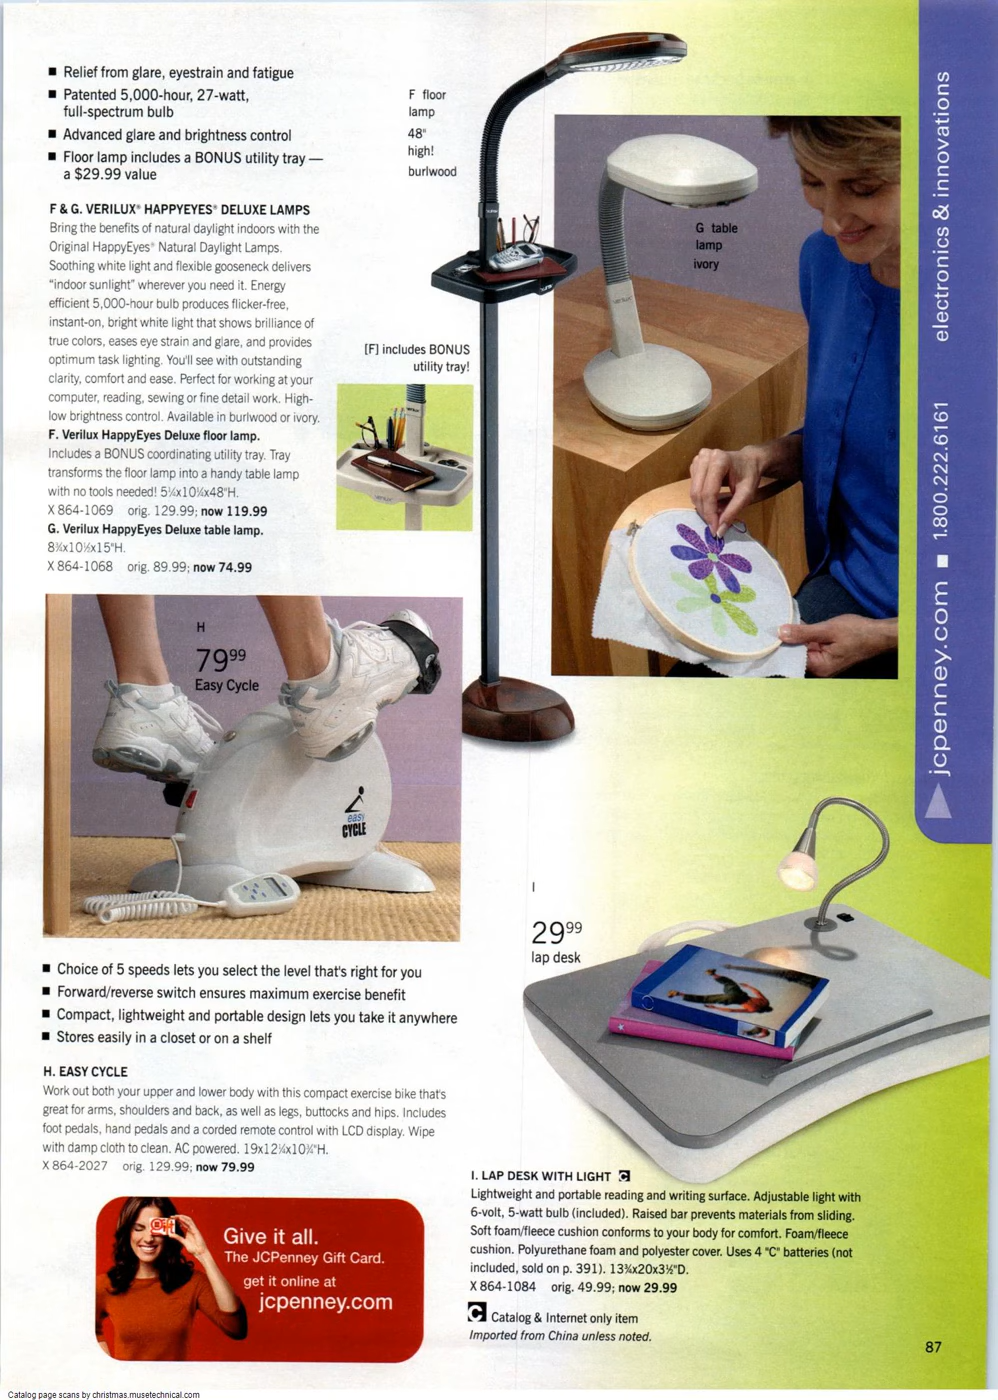 ■ Relief from glare, eyestrain and fatigue
■ Patented 5,000-hour, 27-watt,
full-spectrum bulb
■ Advanced glare and brightness control
■ Floor lamp includes a BONUS utility tray —
a $29.99 value
F & G. VERILUX® HAPPYEYES® DELUXE LAMPS
Bring the benefits of natural daylight indoors with the
Original HappyEyes® Natural Daylight Lamps.
Soothing white light and flexible gooseneck delivers
"indoor sunlight" wherever you need it. Energy
efficient 5,000-hour bulb produces flicker-free,
instant-on, bright white light that shows brilliance of
true colors, eases eye strain and glare, and provides
optimum task lighting. You'll see with outstanding
clarity, comfort and ease. Perfect for working at your
computer, reading, sewing or fine detail work. High-
low brightness control. Available in burlwood or ivory.
F. Verilux HappyEyes Deluxe floor lamp.
Includes a BONUS coordinating utility tray. Tray
transforms the floor lamp into a handy table lamp
with no tools needed! 5¼x10¼x48"H.
X 864-1069 orig. 129.99; now 119.99
G. Verilux HappyEyes Deluxe table lamp.
8¾x10½x15"H.
X 864-1068 orig. 89.99; now 74.99
F floor
lamp
48"
high!
burlwood
[F] includes BONUS
utility tray!
G table
lamp
ivory
electronics & innovations
jcpenney.com ■ 1.800.222.6161
H
79⁹⁹
Easy Cycle
easy
CYCLE
■ Choice of 5 speeds lets you select the level that's right for you
■ Forward/reverse switch ensures maximum exercise benefit
■ Compact, lightweight and portable design lets you take it anywhere
■ Stores easily in a closet or on a shelf
H. EASY CYCLE
Work out both your upper and lower body with this compact exercise bike that's
great for arms, shoulders and back, as well as legs, buttocks and hips. Includes
foot pedals, hand pedals and a corded remote control with LCD display. Wipe
with damp cloth to clean. AC powered. 19x12¼x10¾"H.
X 864-2027 orig. 129.99; now 79.99
Gift
Give it all.
The JCPenney Gift Card.
get it online at
jcpenney.com
I
29⁹⁹
lap desk
I. LAP DESK WITH LIGHT C
Lightweight and portable reading and writing surface. Adjustable light with
6-volt, 5-watt bulb (included). Raised bar prevents materials from sliding.
Soft foam/fleece cushion conforms to your body for comfort. Foam/fleece
cushion. Polyurethane foam and polyester cover. Uses 4 "C" batteries (not
included, sold on p. 391). 13¾x20x3½"D.
X 864-1084 orig. 49.99; now 29.99
C Catalog & Internet only item
Imported from China unless noted.
87
Catalog page scans by christmas.musetechnical.com